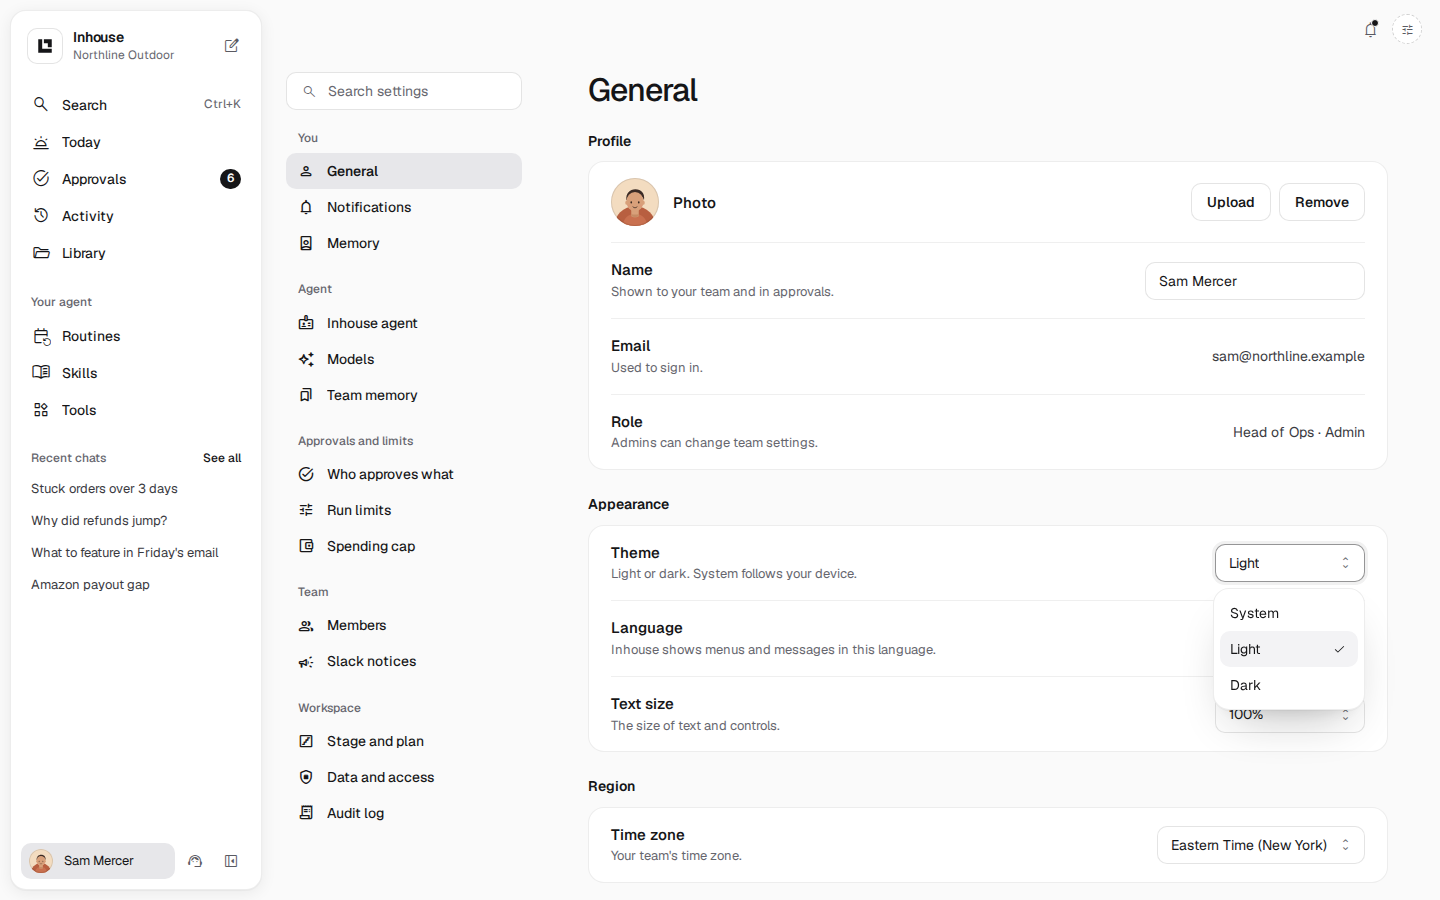 Inhouse
Northline Outdoor
Search
Ctrl+K
Today
Approvals
6
Activity
Library
Your agent
Routines
Skills
Tools
Recent chats
See all
Stuck orders over 3 days
Why did refunds jump?
What to feature in Friday's email
Amazon payout gap
Sam Mercer
Search settings
You
General
Notifications
Memory
Agent
Inhouse agent
Models
Team memory
Approvals and limits
Who approves what
Run limits
Spending cap
Team
Members
Slack notices
Workspace
Stage and plan
Data and access
Audit log
General
Profile
Photo
Upload
Remove
Name
Shown to your team and in approvals.
Sam Mercer
Email
Used to sign in.
sam@northline.example
Role
Admins can change team settings.
Head of Ops · Admin
Appearance
Theme
Light or dark. System follows your device.
Light
System
Light
Dark
Language
Inhouse shows menus and messages in this language.
Text size
The size of text and controls.
100%
Region
Time zone
Your team's time zone.
Eastern Time (New York)